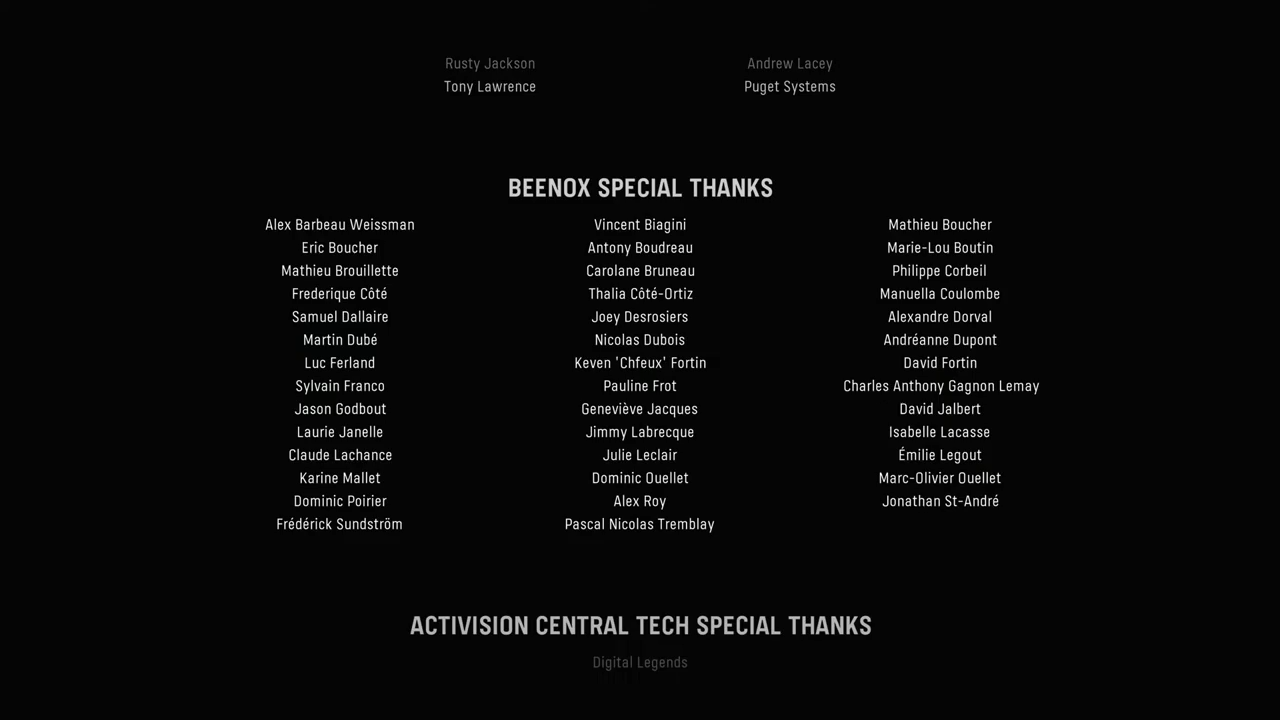 Rusty Jackson Andrew Lacey
Tony Lawrence Puget Systems
BEENOX SPECIAL THANKS
Alex Barbeau Weissman Vincent Biagini Mathieu Boucher
Eric Boucher Antony Boudreau Marie-Lou Boutin
Mathieu Brouillette Carolane Bruneau Philippe Corbeil
Frederique Côté Thalia Côté-Ortiz Manuella Coulombe
Samuel Dallaire Joey Desrosiers Alexandre Dorval
Martin Dubé Nicolas Dubois Andréanne Dupont
Luc Ferland Keven 'Chfeux' Fortin David Fortin
Sylvain Franco Pauline Frot Charles Anthony Gagnon Lemay
Jason Godbout Geneviève Jacques David Jalbert
Laurie Janelle Jimmy Labrecque Isabelle Lacasse
Claude Lachance Julie Leclair Émilie Legout
Karine Mallet Dominic Ouellet Marc-Olivier Ouellet
Dominic Poirier Alex Roy Jonathan St-André
Frédérick Sundström Pascal Nicolas Tremblay
ACTIVISION CENTRAL TECH SPECIAL THANKS
Digital Legends